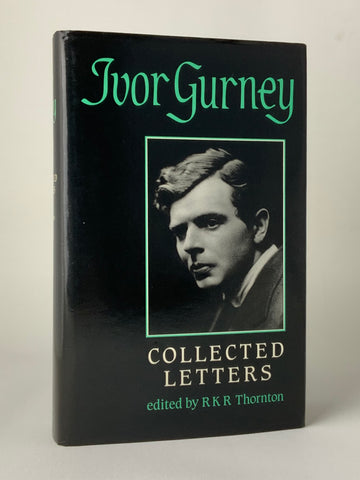 Ivor Gurney
COLLECTED
LETTERS
edited by R K R Thornton